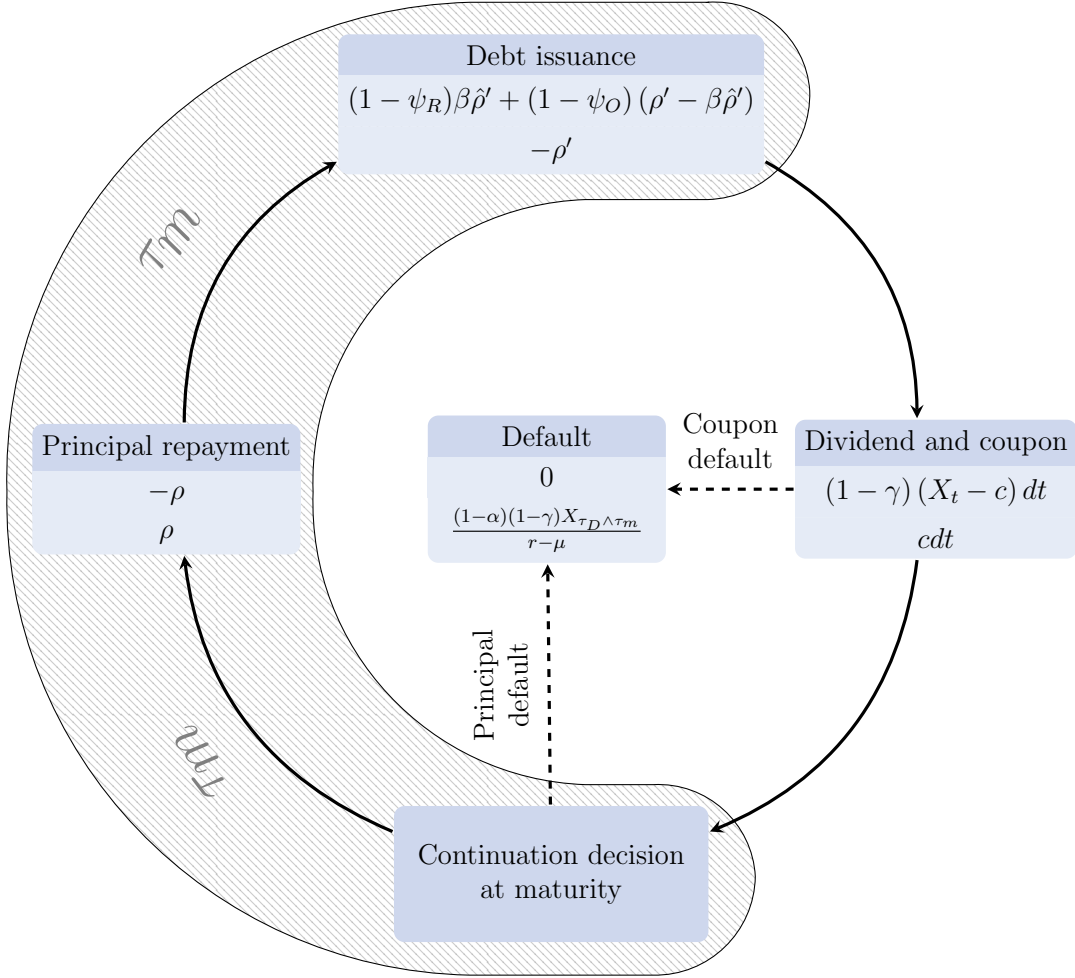 Debt issuance
(1 − ψ_R)βρ̂′ + (1 − ψ_O) (ρ′ − βρ̂′)
−ρ′
τm
Principal repayment
−ρ
ρ
Default
0
(1−α)(1−γ)X_{τ_D∧τ_m}
r−μ
Coupon
default
Dividend and coupon
(1 − γ) (X_t − c) dt
cdt
Principal
default
τm
Continuation decision
at maturity